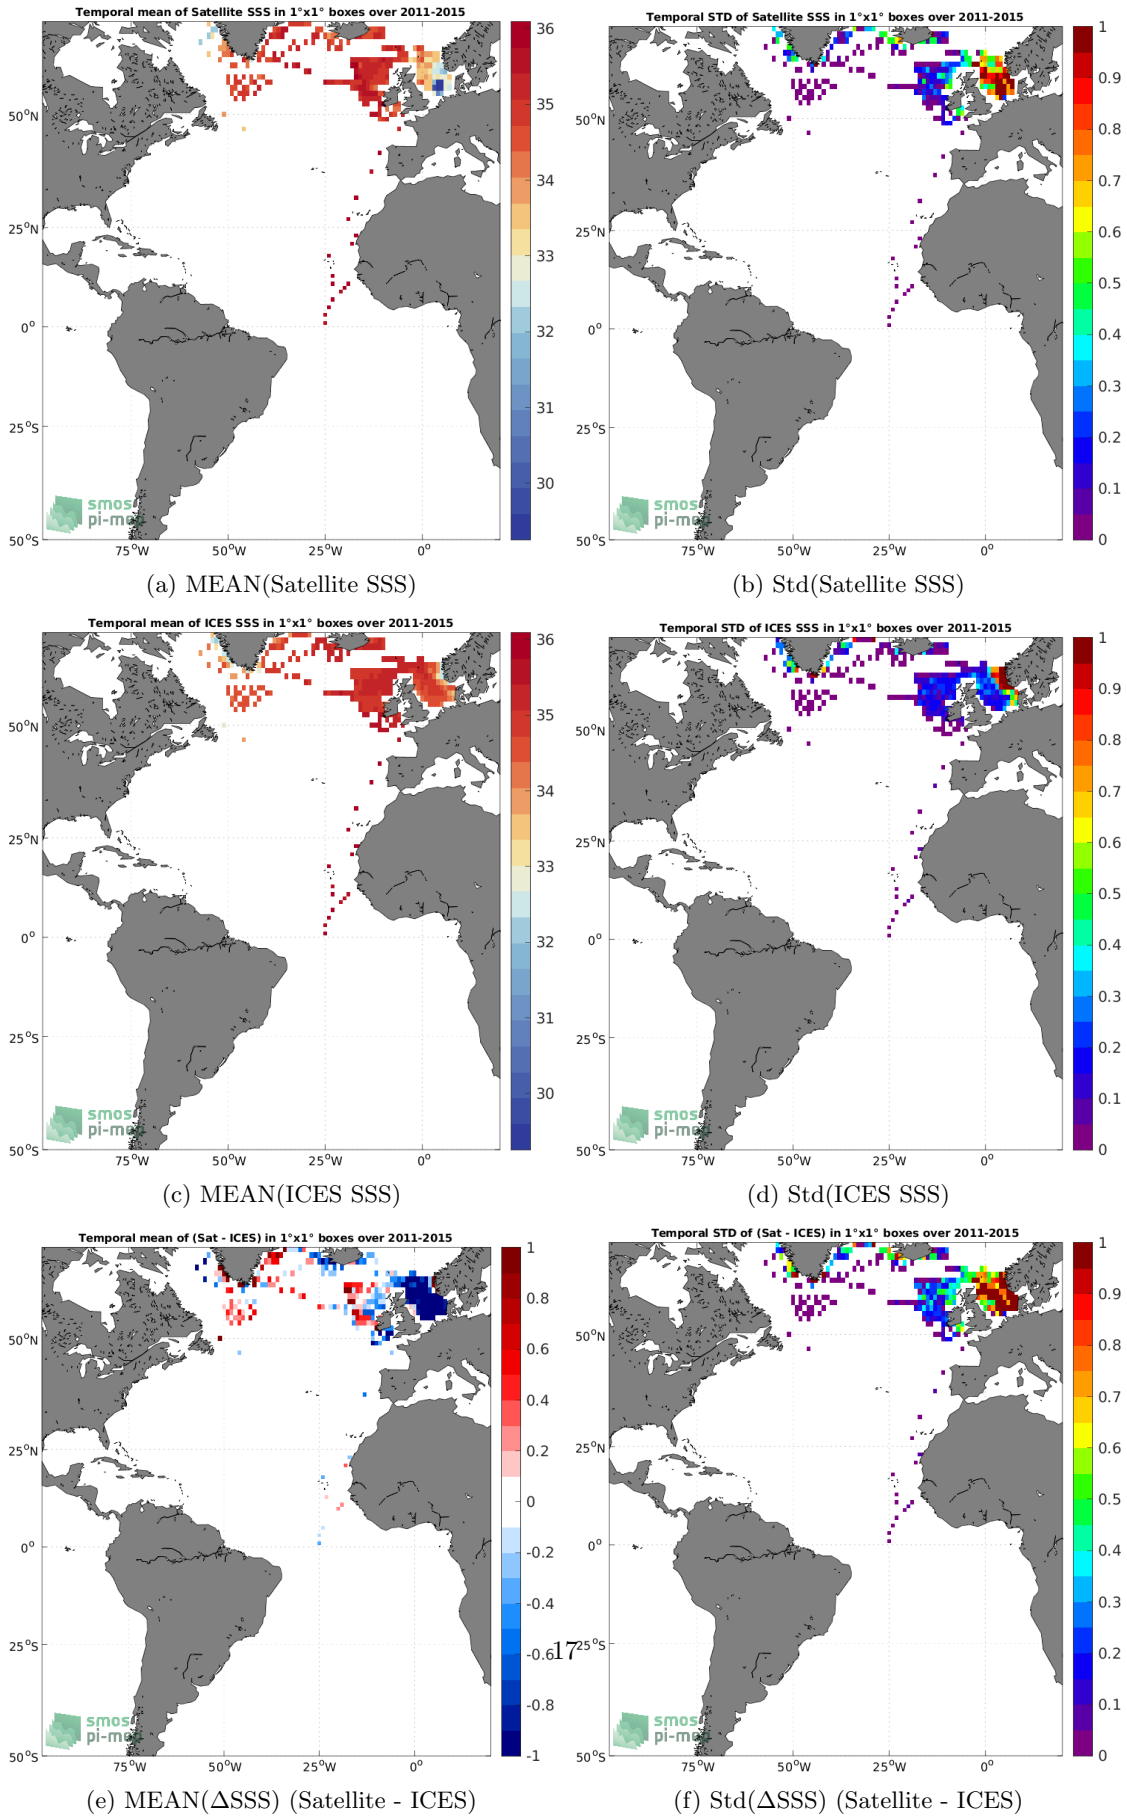 Temporal mean of Satellite SSS in 1°x1° boxes over 2011-2015
50°N
25°N
0°
25°S
50°S
75°W 50°W 25°W 0°
36
35
34
33
32
31
30
smos
(a) MEAN(Satellite SSS)
Temporal STD of Satellite SSS in 1°x1° boxes over 2011-2015
50°N
25°N
0°
25°S
50°S
75°W 50°W 25°W 0°
1
0.9
0.8
0.7
0.6
0.5
0.4
0.3
0.2
0.1
0
smos
(b) Std(Satellite SSS)
Temporal mean of ICES SSS in 1°x1° boxes over 2011-2015
50°N
25°N
0°
25°S
50°S
75°W 50°W 25°W 0°
36
35
34
33
32
31
30
smos
(c) MEAN(ICES SSS)
Temporal STD of ICES SSS in 1°x1° boxes over 2011-2015
50°N
25°N
0°
25°S
50°S
75°W 50°W 25°W 0°
1
0.9
0.8
0.7
0.6
0.5
0.4
0.3
0.2
0.1
0
smos
(d) Std(ICES SSS)
Temporal mean of (Sat - ICES) in 1°x1° boxes over 2011-2015
50°N
25°N
0°
25°S
50°S
75°W 50°W 25°W 0°
1
0.8
0.6
0.4
0.2
0
-0.2
-0.4
-0.6
-0.8
-1
smos
(e) MEAN(ΔSSS) (Satellite - ICES)
Temporal STD of (Sat - ICES) in 1°x1° boxes over 2011-2015
50°N
25°N
0°
25°S
50°S
75°W 50°W 25°W 0°
1
0.9
0.8
0.7
0.6
0.5
0.4
0.3
0.2
0.1
0
smos
(f) Std(ΔSSS) (Satellite - ICES)
17